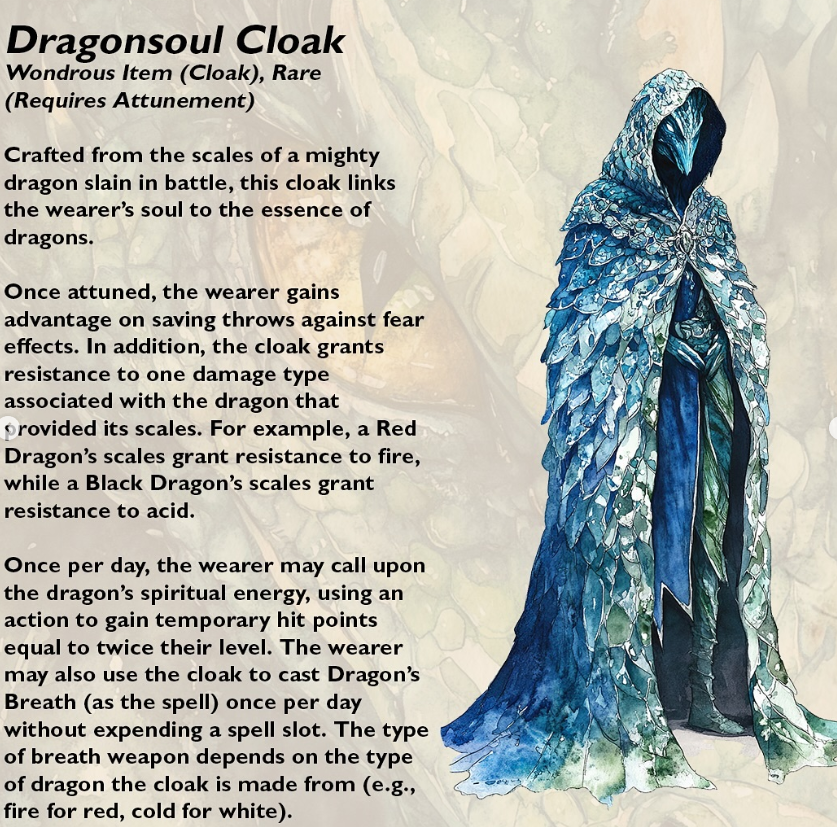 Dragonsoul Cloak
Wondrous Item (Cloak), Rare
(Requires Attunement)
Crafted from the scales of a mighty
dragon slain in battle, this cloak links
the wearer's soul to the essence of
dragons.
Once attuned, the wearer gains
advantage on saving throws against fear
effects. In addition, the cloak grants
resistance to one damage type
associated with the dragon that
provided its scales. For example, a Red
Dragon's scales grant resistance to fire,
while a Black Dragon's scales grant
resistance to acid.
Once per day, the wearer may call upon
the dragon's spiritual energy, using an
action to gain temporary hit points
equal to twice their level. The wearer
may also use the cloak to cast Dragon's
Breath (as the spell) once per day
without expending a spell slot. The type
of breath weapon depends on the type
of dragon the cloak is made from (e.g.,
fire for red, cold for white).